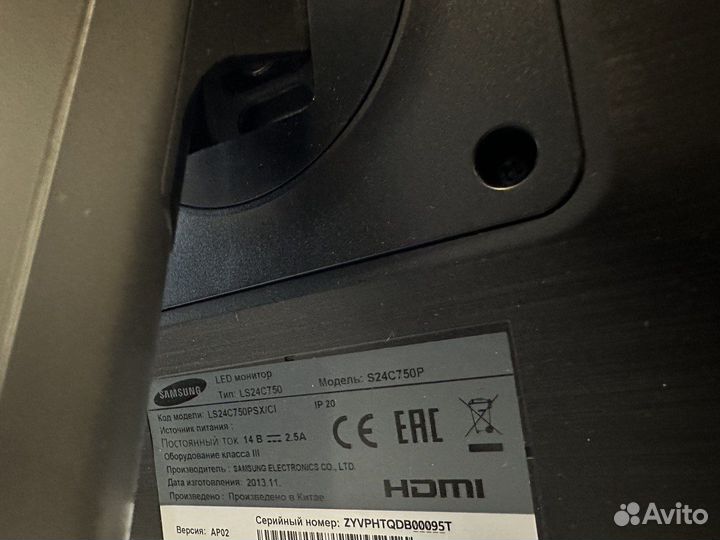 SAMSUNG
LED монитор
Тип: LS24C750 Модель: S24C750P
Код модели: LS24C750PSX/CI IP 20
Источник питания :
Постоянный ток 14 В 2.5A
Оборудование класса III
Производитель : SAMSUNG ELECTRONICS CO., LTD.
Дата изготовления : 2013.11.
Произведено : Произведено в Китае
CE EAC
HDMI
Версия: AP02 Серийный номер: ZYVPHTQDB00095T
Avito